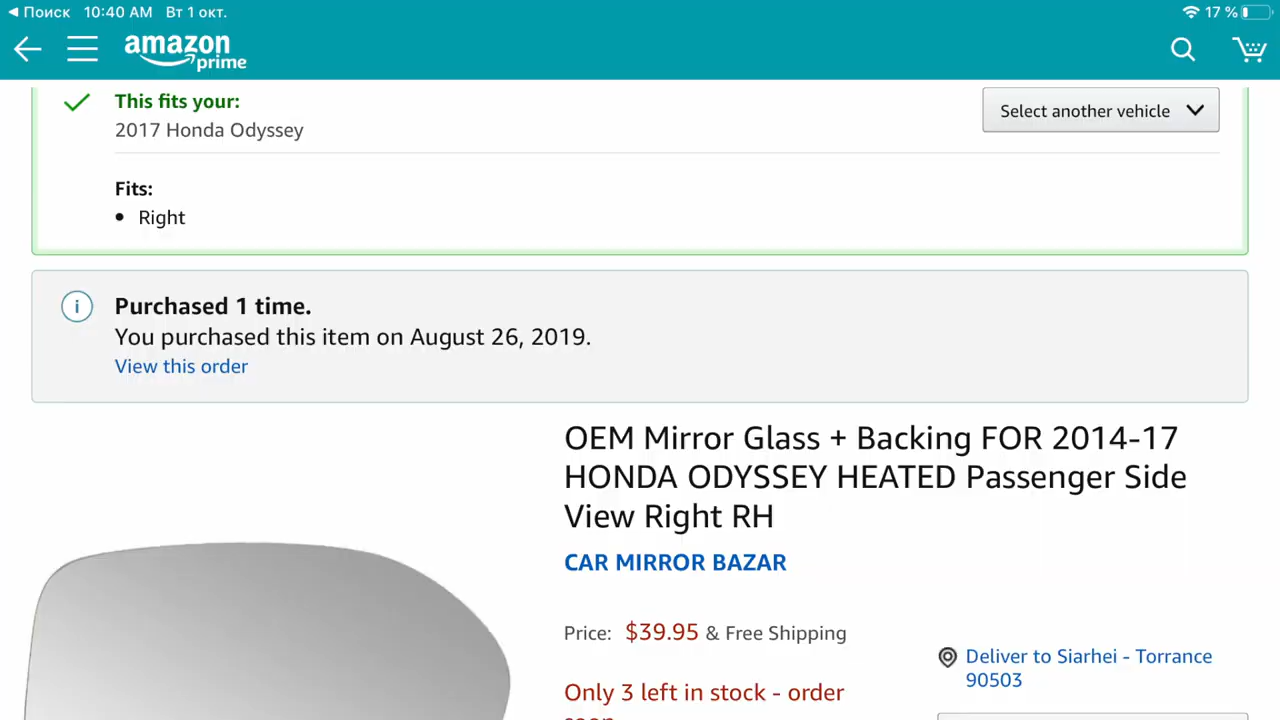 ◀ Поиск 10:40 AM Вт 1 окт. 17 %
amazon prime
This fits your:
2017 Honda Odyssey
Select another vehicle
Fits:
• Right
i
Purchased 1 time.
You purchased this item on August 26, 2019.
View this order
OEM Mirror Glass + Backing FOR 2014-17
HONDA ODYSSEY HEATED Passenger Side
View Right RH
CAR MIRROR BAZAR
Price: $39.95 & Free Shipping
Deliver to Siarhei - Torrance
90503
Only 3 left in stock - order
soon